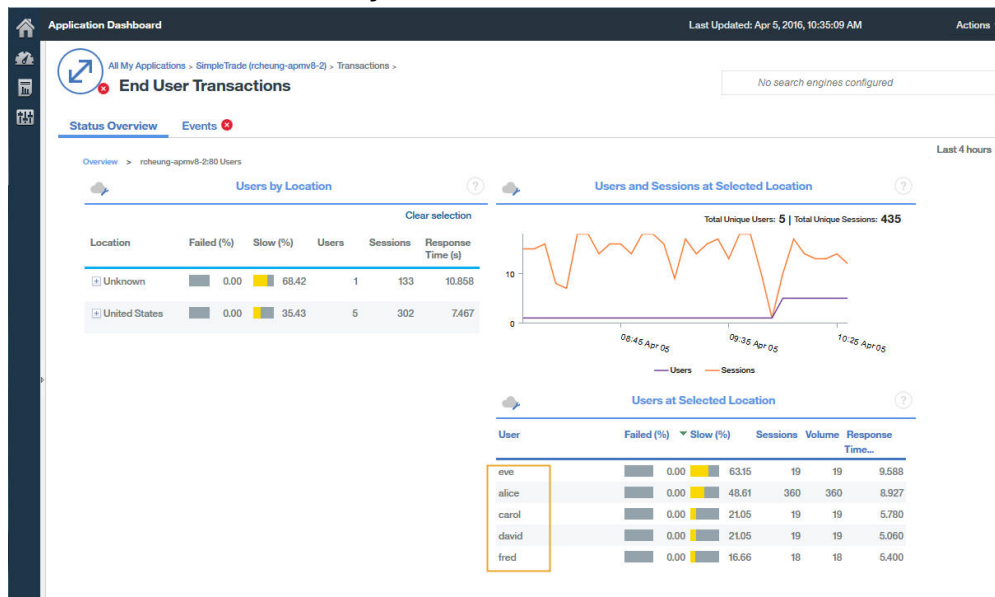 Application Dashboard
Last Updated: Apr 5, 2016, 10:35:09 AM
Actions
All My Applications > SimpleTrade (rcheung-apmv8-2) > Transactions >
End User Transactions
No search engines configured
Status Overview
Events
Last 4 hours
Overview > rcheung-apmv8-2:80 Users
Users by Location
?
Clear selection
Location Failed (%) Slow (%) Users Sessions Response
Time (s)
Unknown 0.00 68.42 1 133 10.858
United States 0.00 35.43 5 302 7.467
Users and Sessions at Selected Location
?
Total Unique Users: 5 | Total Unique Sessions: 435
10
0
08:45 Apr 05
09:35 Apr 05
10:25 Apr 05
Users Sessions
Users at Selected Location
?
User Failed (%) Slow (%) Sessions Volume Response
Time...
eve 0.00 63.15 19 19 9.588
alice 0.00 48.61 360 360 8.927
carol 0.00 21.05 19 19 5.780
david 0.00 21.05 19 19 5.060
fred 0.00 16.66 18 18 5.400